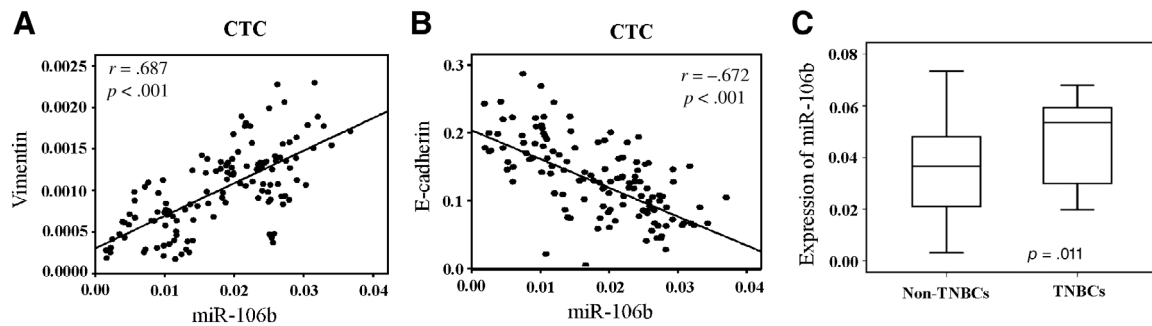 A
CTC
r = .687
p < .001
Vimentin
0.0025
0.0020
0.0015
0.0010
0.0005
0.0000
0.00
0.01
0.02
0.03
0.04
miR-106b
B
CTC
r = –.672
p < .001
E-cadherin
0.3
0.2
0.1
0.0
0.00
0.01
0.02
0.03
0.04
miR-106b
C
Expression of miR-106b
0.08
0.06
0.04
0.02
0.00
p = .011
Non-TNBCs
TNBCs